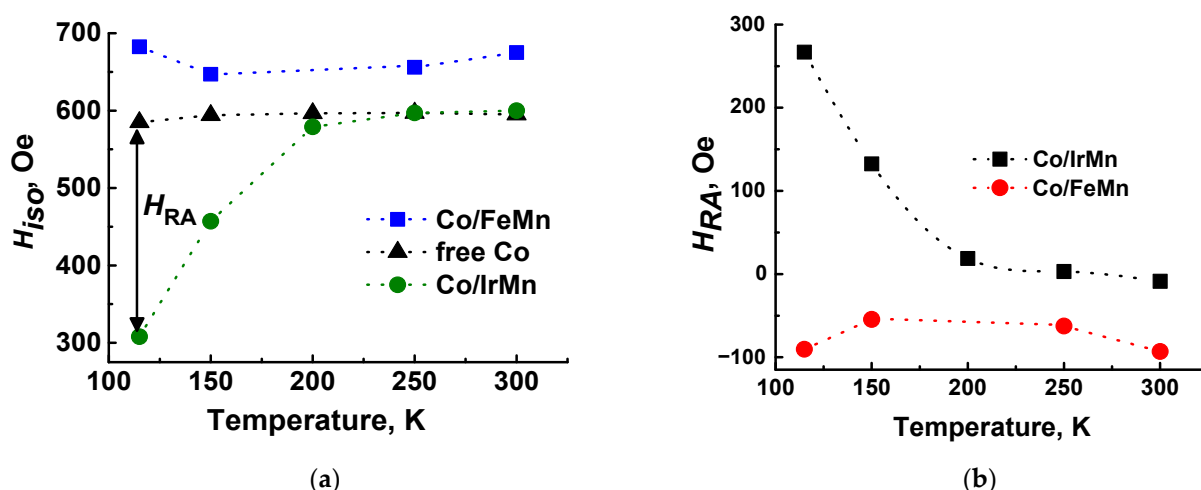 700
600
500
400
300
H_iso, Oe
H_RA
Co/FeMn
free Co
Co/IrMn
100 150 200 250 300
Temperature, K
(a)
300
200
100
0
−100
H_RA, Oe
Co/IrMn
Co/FeMn
100 150 200 250 300
Temperature, K
(b)